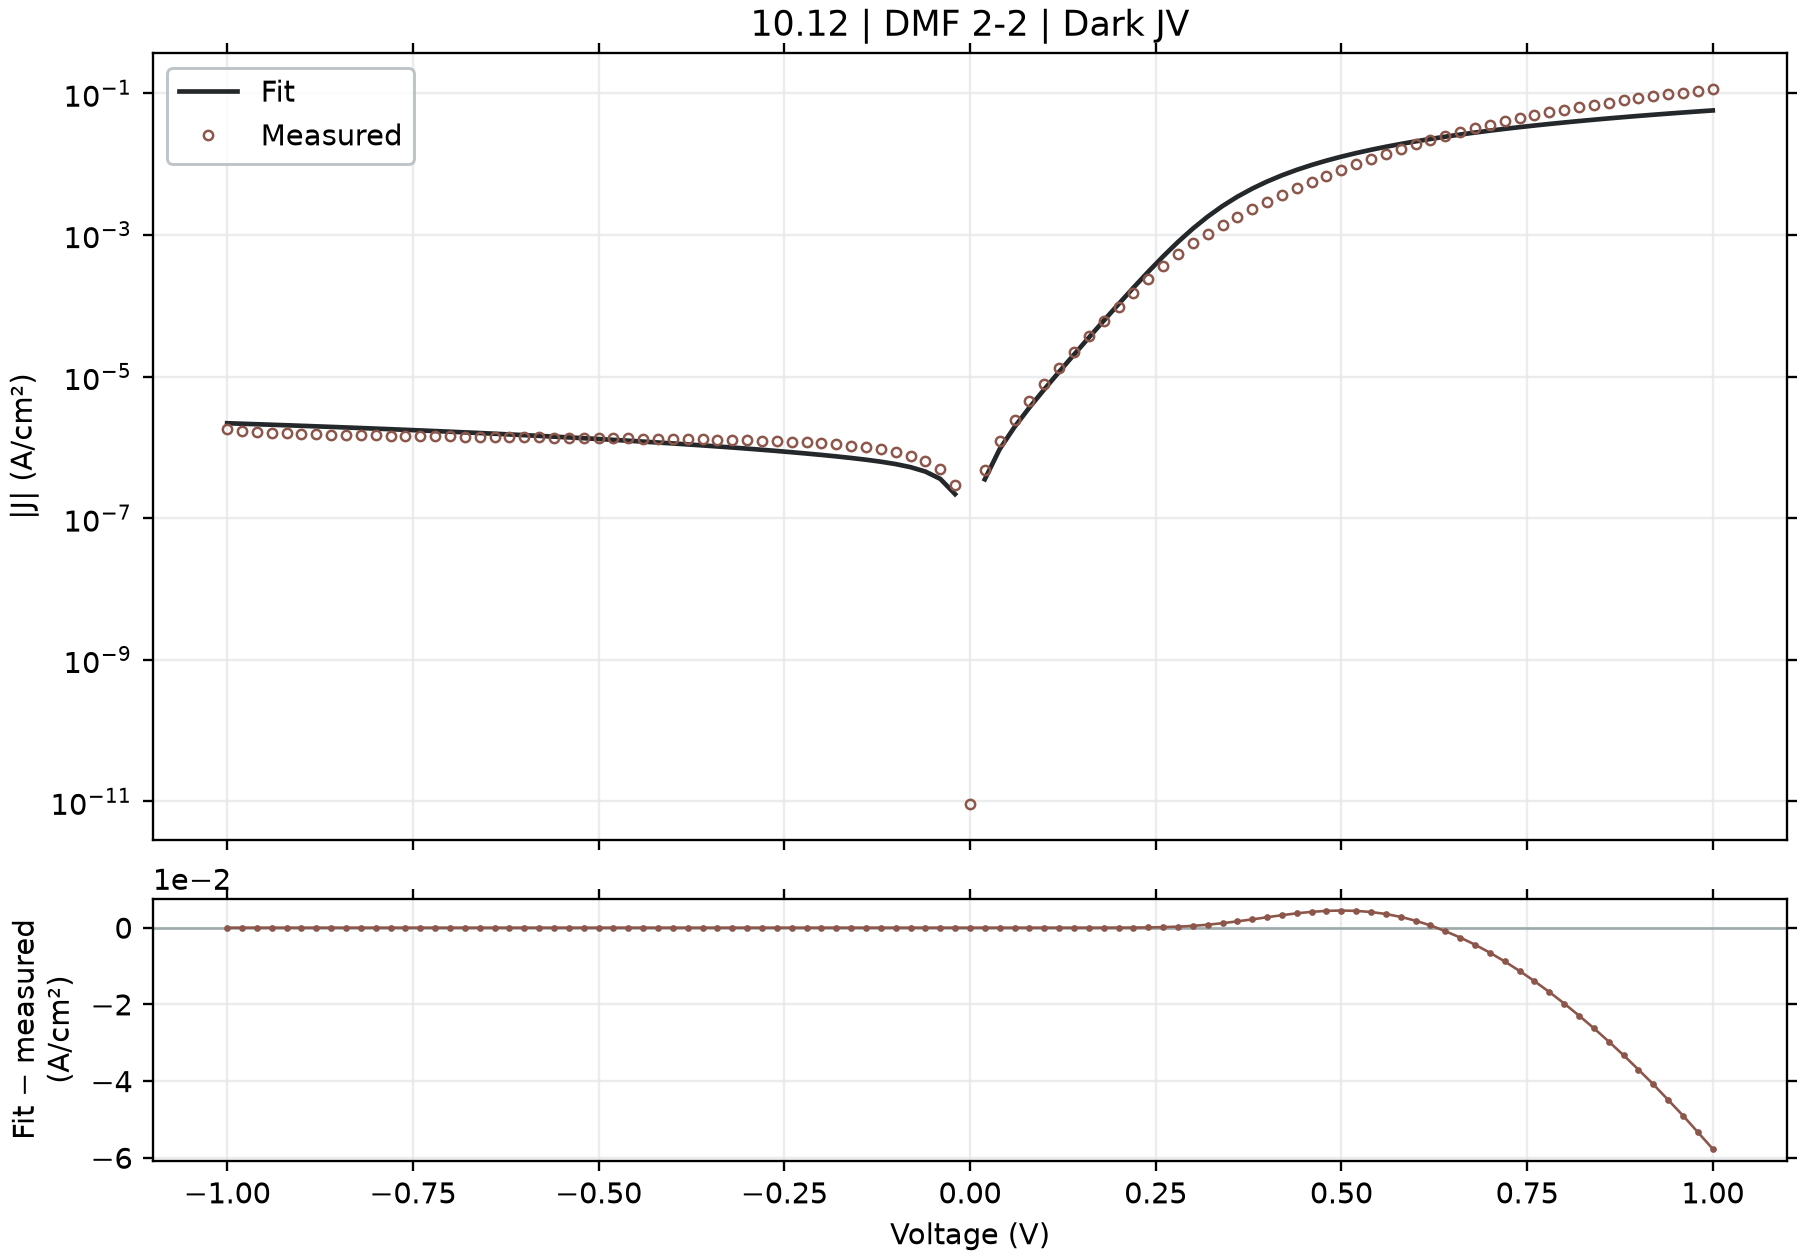 10.12 | DMF 2-2 | Dark JV
Fit
Measured
10⁻¹
10⁻³
10⁻⁵
10⁻⁷
10⁻⁹
10⁻¹¹
|J| (A/cm²)
1e−2
0
−2
−4
−6
Fit − measured
(A/cm²)
−1.00 −0.75 −0.50 −0.25 0.00 0.25 0.50 0.75 1.00
Voltage (V)